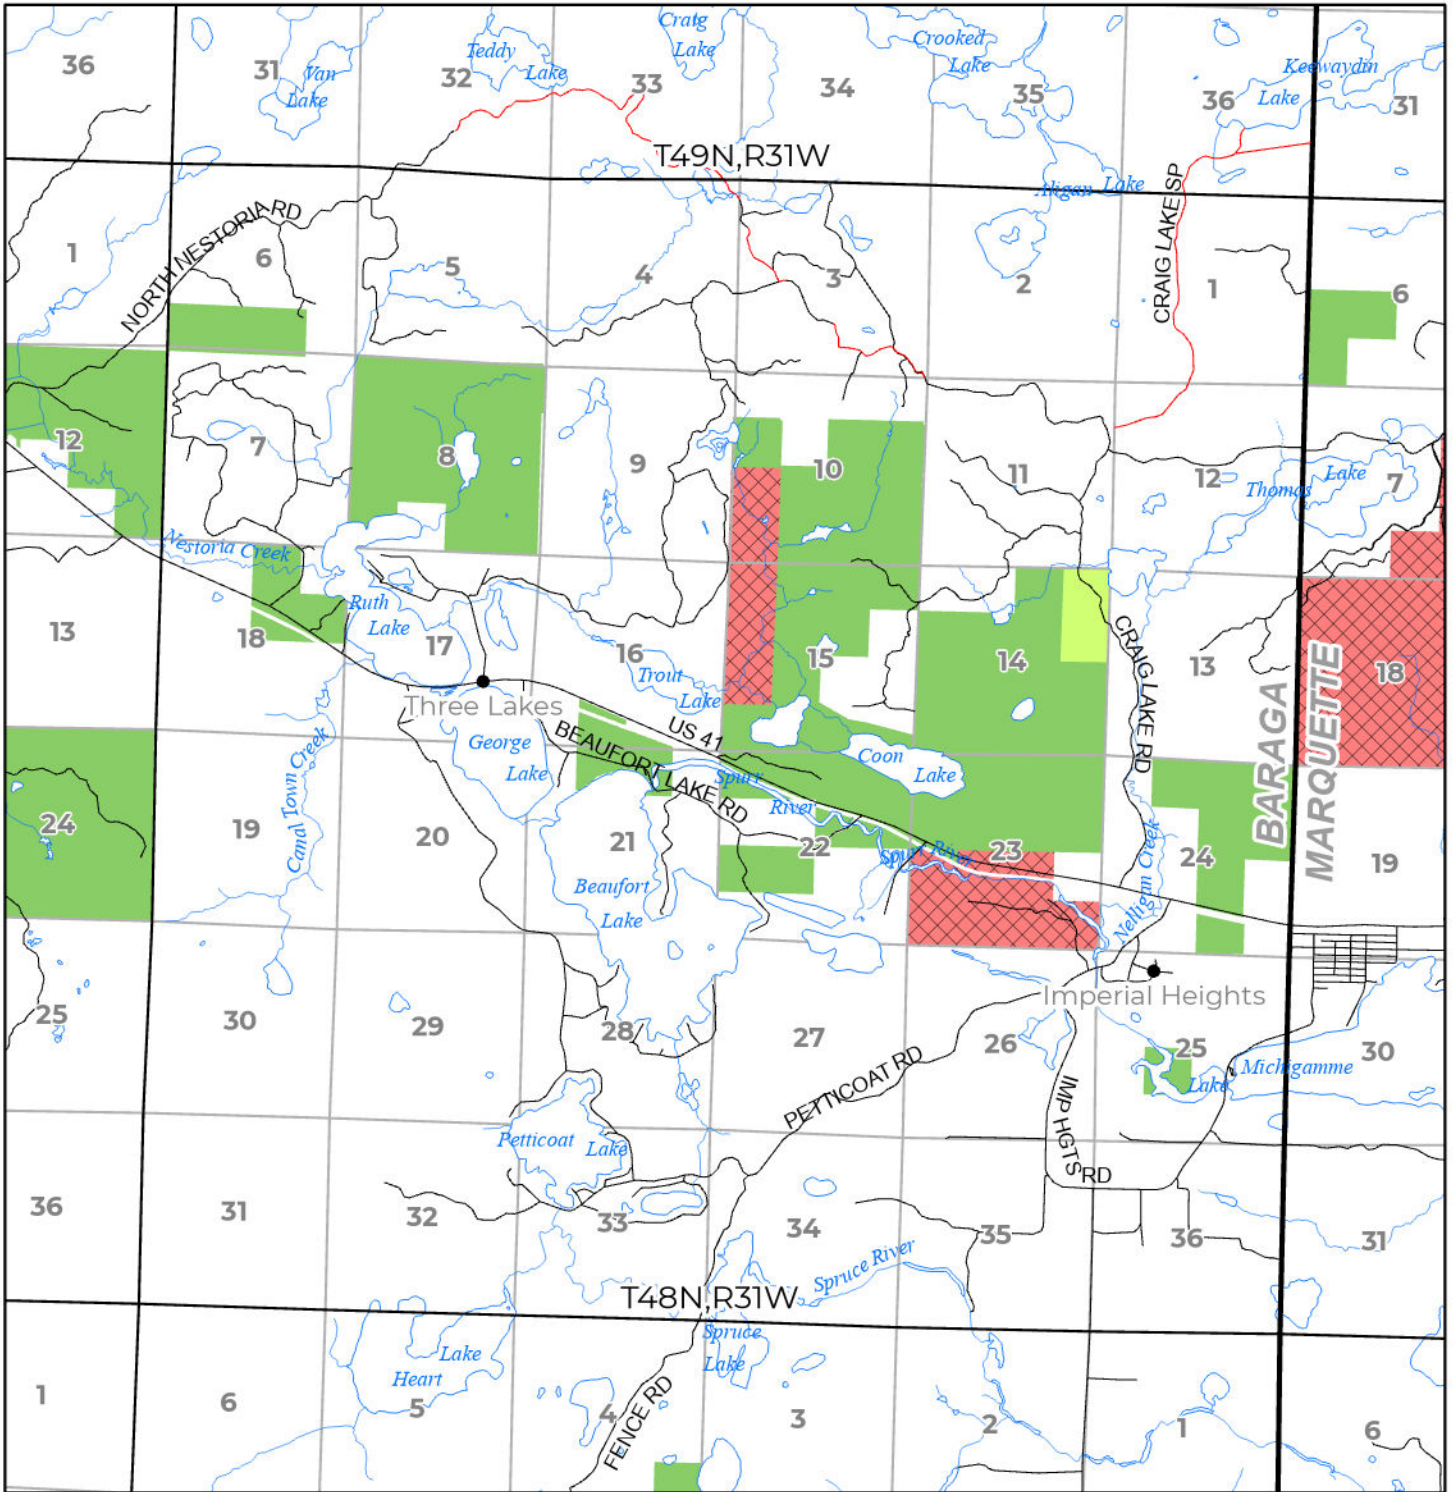 Craig
Lake
Crooked
Lake
Teddy
Lake
Van
Lake
Keewaydin
Lake
36
31
32
33
34
35
36
31
T49N,R31W
Aligan Lake
CRAIG LAKE SP
NORTH NESTORIA RD
1
6
5
4
3
2
1
6
12
7
8
9
10
11
12
7
Thomas Lake
Nestoria Creek
Ruth
Lake
13
18
17
16
15
14
13
18
Trout
Lake
CRAIG LAKE RD
Three Lakes
US 41
BEAUFORT LAKE RD
George
Lake
Coon
Lake
Spurr
River
Spurr River
Canal Town Creek
BARAGA
MARQUETTE
24
19
20
21
22
23
24
19
Beaufort
Lake
Nelligan Creek
Imperial Heights
25
30
29
28
27
26
25
30
Michigamme
Lake
PETTICOAT RD
IMP HGTS RD
Petticoat
Lake
36
31
32
33
34
35
36
31
Spruce River
T48N,R31W
Spruce
Lake
Lake
Heart
FENCE RD
1
6
5
4
3
2
1
6